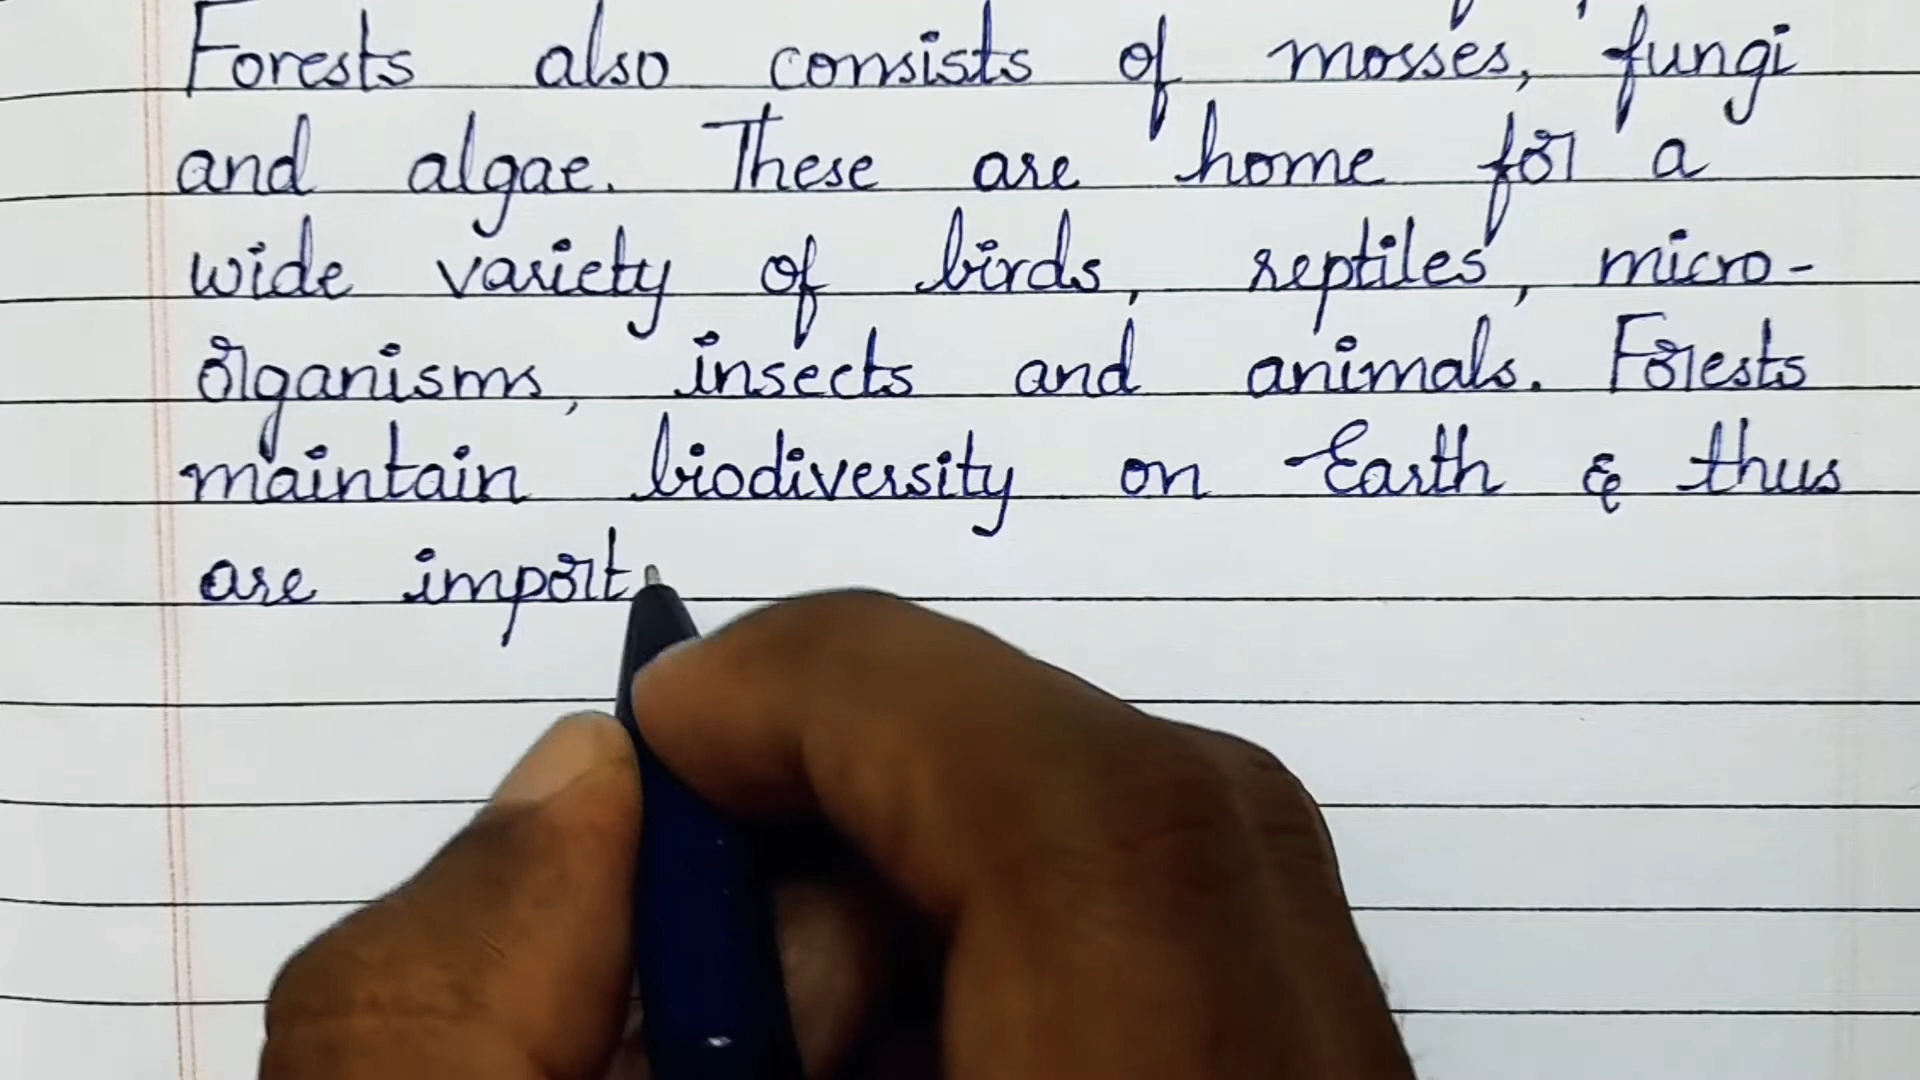 Forests also consists of mosses, fungi
and algae. These are home for a
wide variety of birds, reptiles, micro-
organisms, insects and animals. Forests
maintain biodiversity on Earth & thus
are import